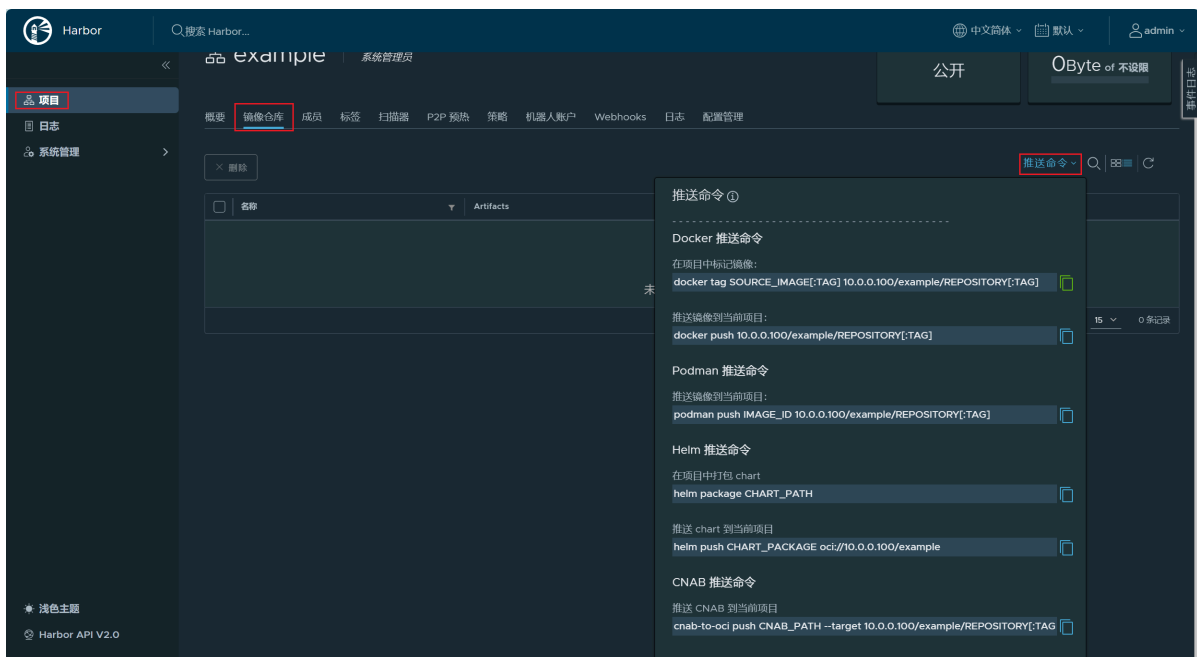 Harbor
搜索 Harbor...
中文简体
默认
admin
example
系统管理员
公开
0Byte of 不设限
事件日志
项目
日志
系统管理
概要 镜像仓库 成员 标签 扫描器 P2P 预热 策略 机器人账户 Webhooks 日志 配置管理
删除
推送命令
名称
Artifacts
未
15
0 条记录
推送命令
Docker 推送命令
在项目中标记镜像:
docker tag SOURCE_IMAGE[:TAG] 10.0.0.100/example/REPOSITORY[:TAG]
推送镜像到当前项目:
docker push 10.0.0.100/example/REPOSITORY[:TAG]
Podman 推送命令
推送镜像到当前项目:
podman push IMAGE_ID 10.0.0.100/example/REPOSITORY[:TAG]
Helm 推送命令
在项目中打包 chart
helm package CHART_PATH
推送 chart 到当前项目
helm push CHART_PACKAGE oci://10.0.0.100/example
CNAB 推送命令
推送 CNAB 到当前项目
cnab-to-oci push CNAB_PATH --target 10.0.0.100/example/REPOSITORY[:TAG
浅色主题
Harbor API V2.0